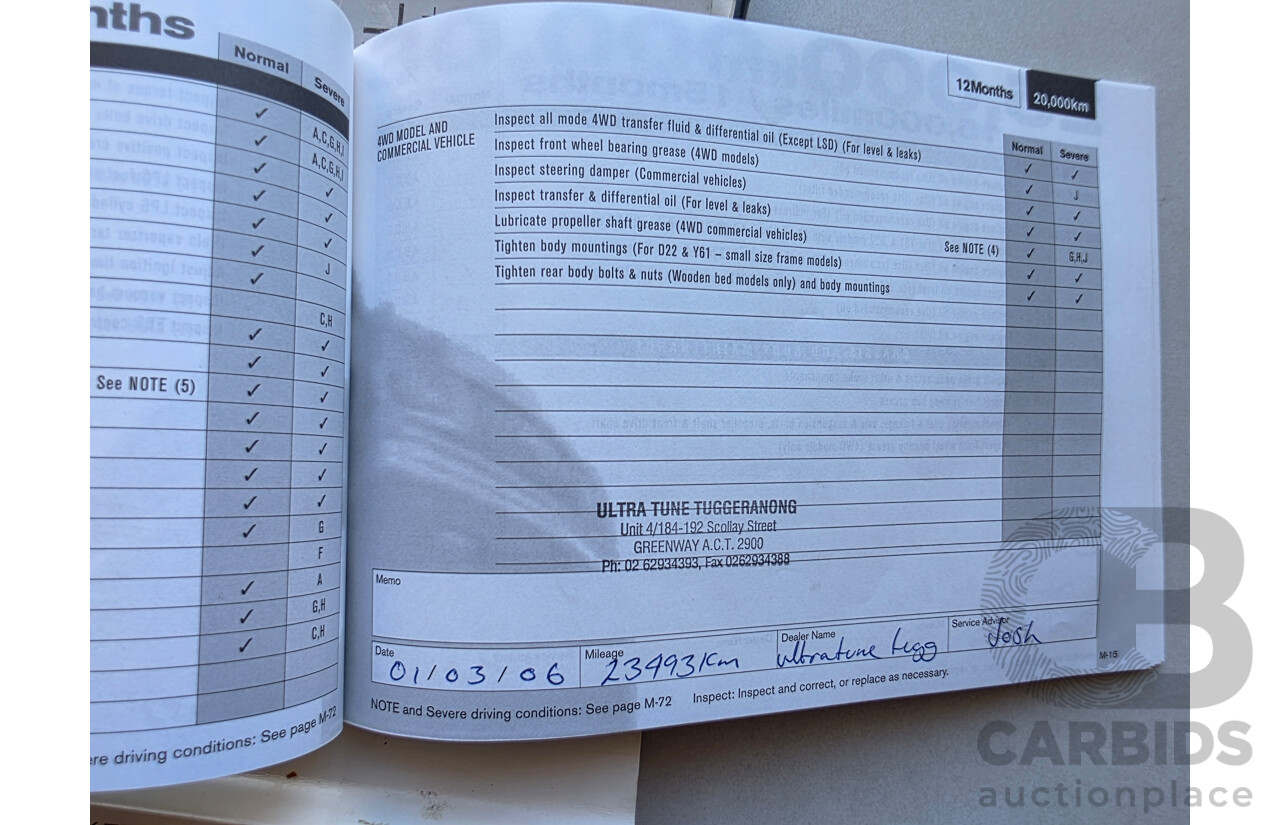 nths
Normal
Severe
✓ A,C,G,H,J
✓ A,C,G,H,J
✓ ✓
✓ ✓
✓ ✓
✓ J
✓
C,H
✓ ✓
✓ ✓
See NOTE (5) ✓ ✓
✓ ✓
✓ ✓
✓ ✓
✓ ✓
✓ G
F
✓ A
✓ G,H
✓ C,H
ere driving conditions: See page M-72
12Months
20,000km
4WD MODEL AND
COMMERCIAL VEHICLE
Normal Severe
Inspect all mode 4WD transfer fluid & differential oil (Except LSD) (For level & leaks) ✓ ✓
Inspect front wheel bearing grease (4WD models) ✓ J
Inspect steering damper (Commercial vehicles) ✓ ✓
Inspect transfer & differential oil (For level & leaks) ✓ ✓
Lubricate propeller shaft grease (4WD commercial vehicles) See NOTE (4) ✓ G,H,J
Tighten body mountings (For D22 & Y61 – small size frame models) ✓ ✓
Tighten rear body bolts & nuts (Wooden bed models only) and body mountings ✓ ✓
ULTRA TUNE TUGGERANONG
Unit 4/184-192 Scollay Street
GREENWAY A.C.T. 2900
Ph: 02 62934393, Fax 0262934388
Memo
Date 01/03/06
Mileage 23493Km
Dealer Name ultratune tugg
Service Advisor Josh
M-15
NOTE and Severe driving conditions: See page M-72 Inspect: Inspect and correct, or replace as necessary.
CB
CARBIDS
auctionplace